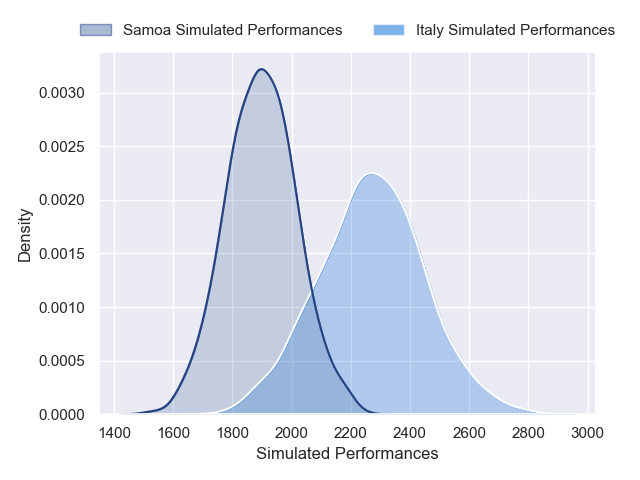 Samoa Simulated Performances Italy Simulated Performances
0.0030
0.0025
0.0020
0.0015
0.0010
0.0005
0.0000
Density
1400 1600 1800 2000 2200 2400 2600 2800 3000
Simulated Performances